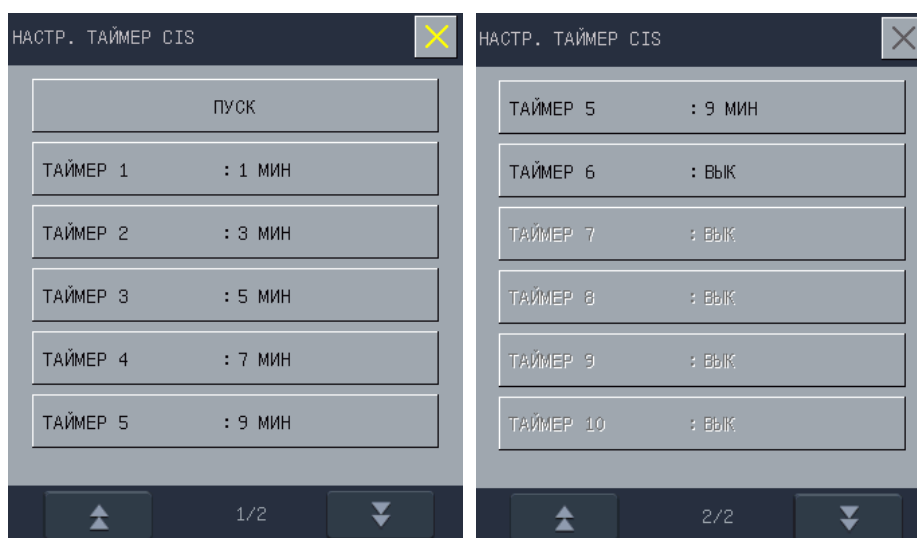 НАСТР. ТАЙМЕР CIS
ПУСК
ТАЙМЕР 1 : 1 МИН
ТАЙМЕР 2 : 3 МИН
ТАЙМЕР 3 : 5 МИН
ТАЙМЕР 4 : 7 МИН
ТАЙМЕР 5 : 9 МИН
1/2
НАСТР. ТАЙМЕР CIS
ТАЙМЕР 5 : 9 МИН
ТАЙМЕР 6 : ВЫК
ТАЙМЕР 7 : ВЫК
ТАЙМЕР 8 : ВЫК
ТАЙМЕР 9 : ВЫК
ТАЙМЕР 10 : ВЫК
2/2